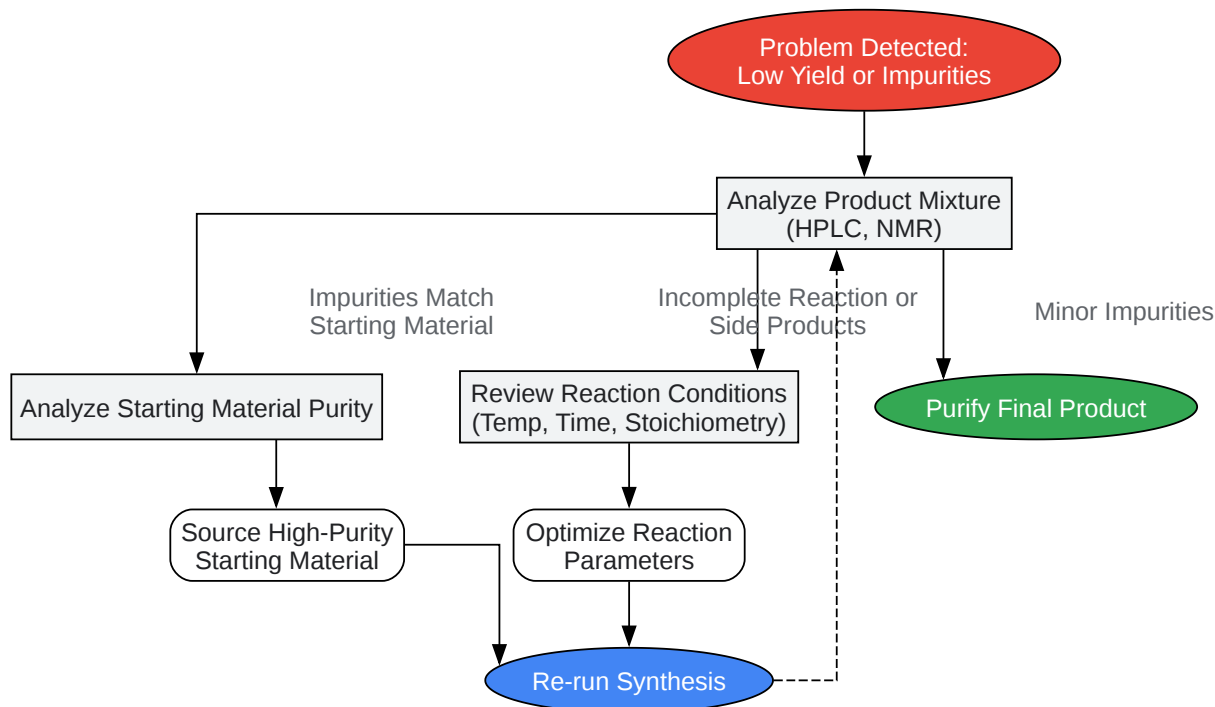 Problem Detected:
Low Yield or Impurities
Analyze Product Mixture
(HPLC, NMR)
Impurities Match
Starting Material
Incomplete Reaction or
Side Products
Minor Impurities
Analyze Starting Material Purity
Review Reaction Conditions
(Temp, Time, Stoichiometry)
Purify Final Product
Source High-Purity
Starting Material
Optimize Reaction
Parameters
Re-run Synthesis